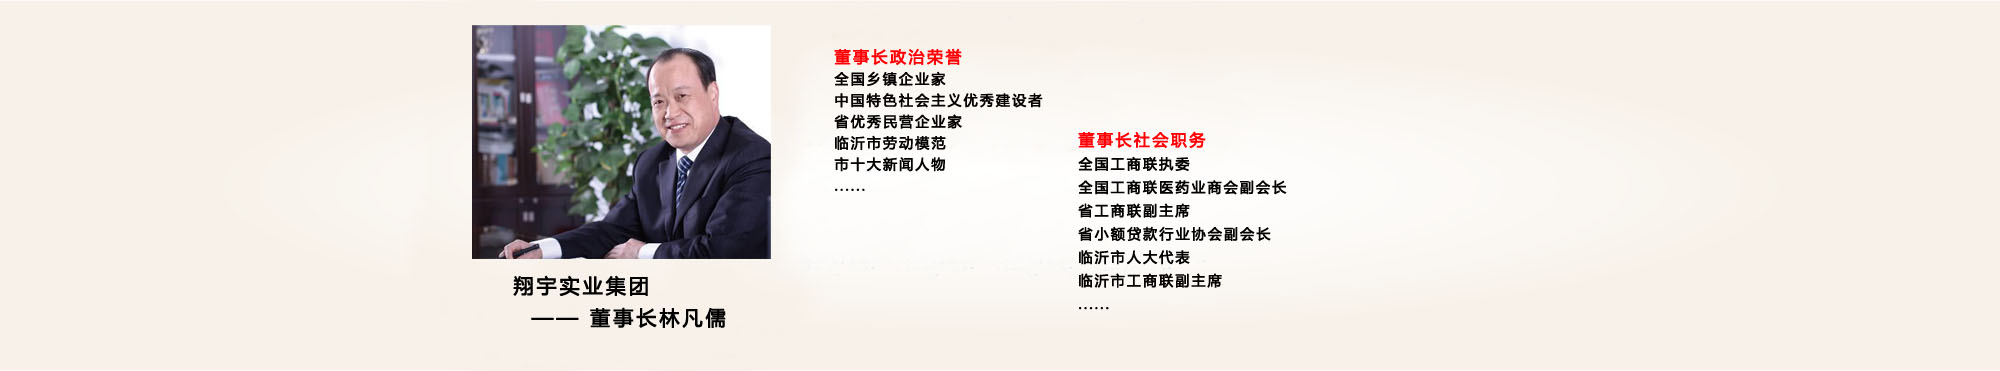 董事长政治荣誉
全国乡镇企业家
中国特色社会主义优秀建设者
省优秀民营企业家
临沂市劳动模范
市十大新闻人物
······
董事长社会职务
全国工商联执委
全国工商联医药业商会副会长
省工商联副主席
省小额贷款行业协会副会长
临沂市人大代表
临沂市工商联副主席
······
翔宇实业集团
—— 董事长林凡儒